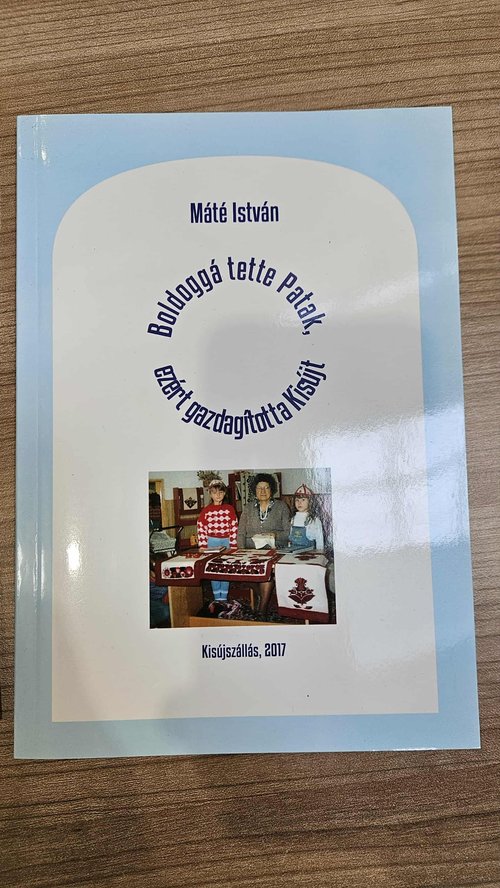 Máté István
Boldoggá tette Patak,
ezért gazdagította Kisújt
Kisújszállás, 2017